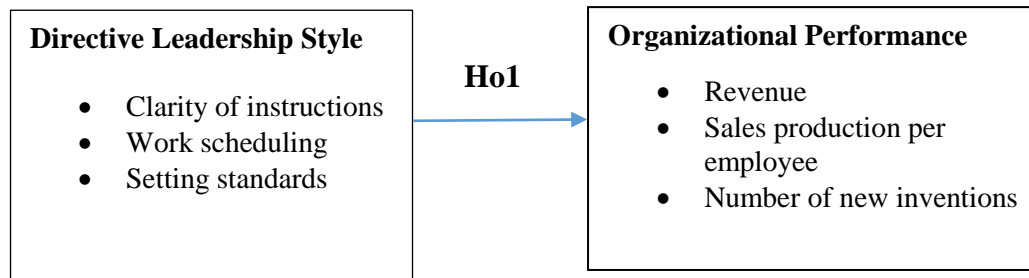 Directive Leadership Style
• Clarity of instructions
• Work scheduling
• Setting standards
Ho1
Organizational Performance
• Revenue
• Sales production per
employee
• Number of new inventions